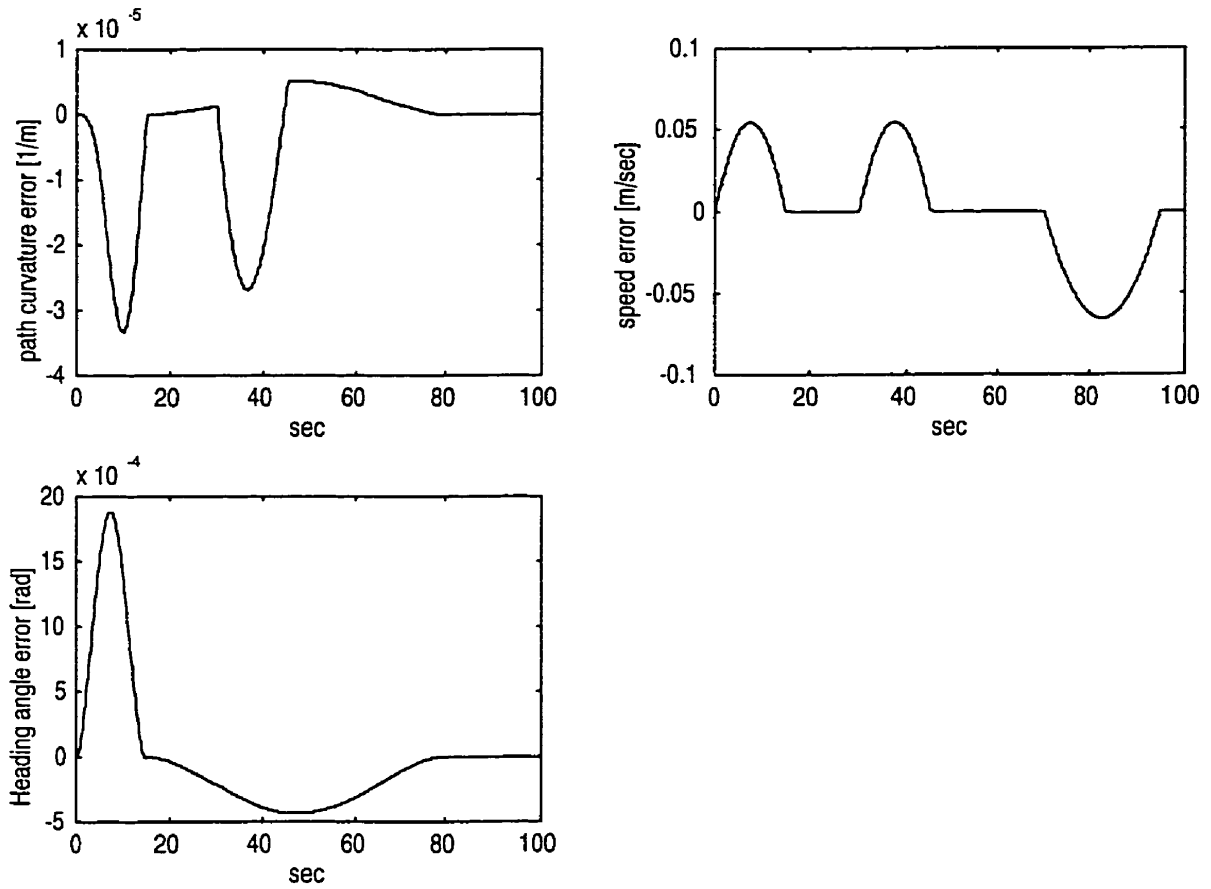 x 10 -5
1
0
-1
-2
-3
-4
path curvature error [1/m]
0 20 40 60 80 100
sec
0.1
0.05
0
-0.05
-0.1
speed error [m/sec]
0 20 40 60 80 100
sec
x 10 -4
20
15
10
5
0
-5
Heading angle error [rad]
0 20 40 60 80 100
sec